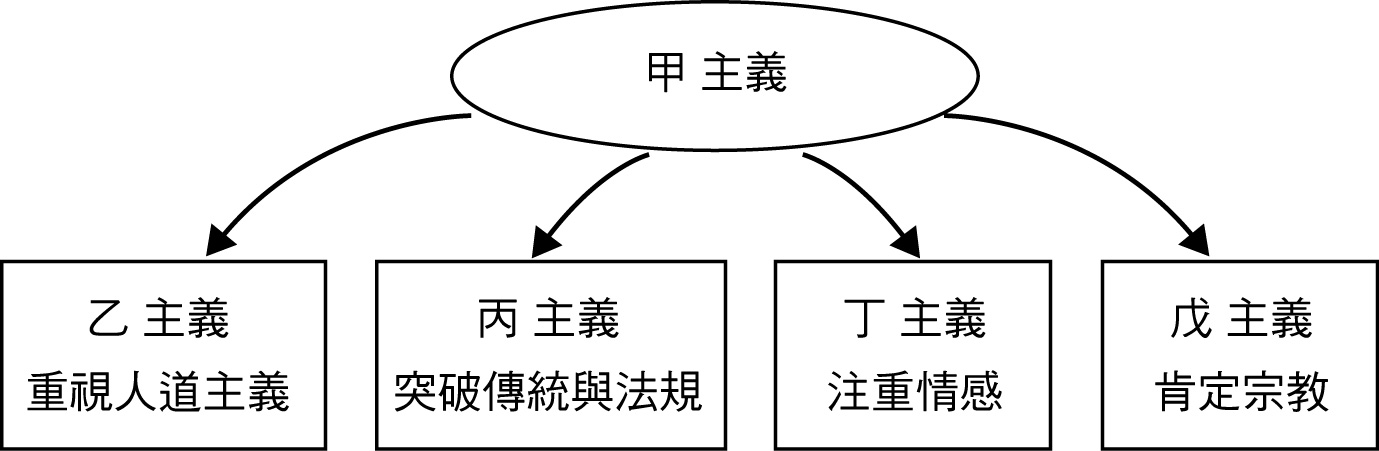 甲 主義
乙 主義
重視人道主義
丙 主義
突破傳統與法規
丁 主義
注重情感
戊 主義
肯定宗教